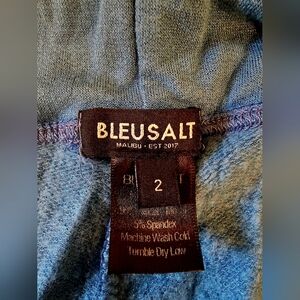 BLEUSALT
MALIBU • EST 2017
2
5% Spandex
Machine Wash Cold
Tumble Dry Low